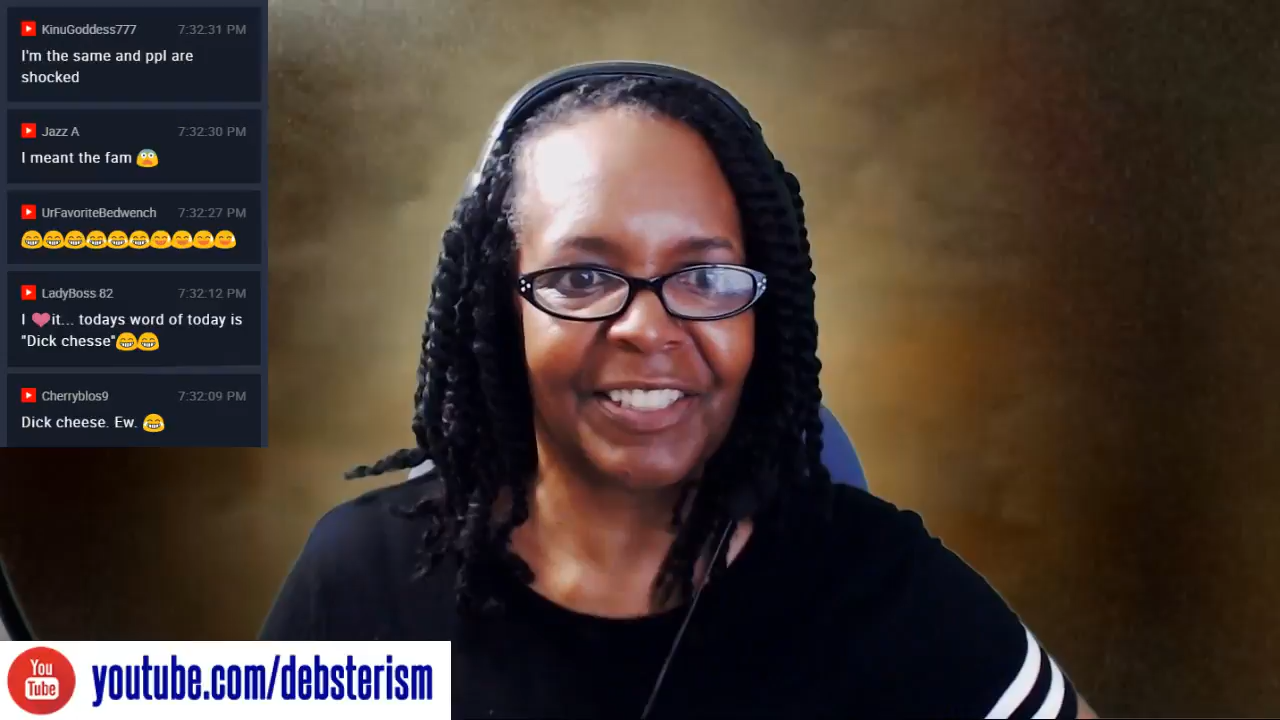 KinuGoddess777 7:32:31 PM
I'm the same and ppl are
shocked
Jazz A 7:32:30 PM
I meant the fam 😨
UrFavoriteBedwench 7:32:27 PM
😂😂😂😂😂😂😅😅😅😅
LadyBoss 82 7:32:12 PM
I ❤️it... todays word of today is
"Dick chesse"😂😂
Cherryblos9 7:32:09 PM
Dick cheese. Ew. 😂
You
Tube
youtube.com/debsterism